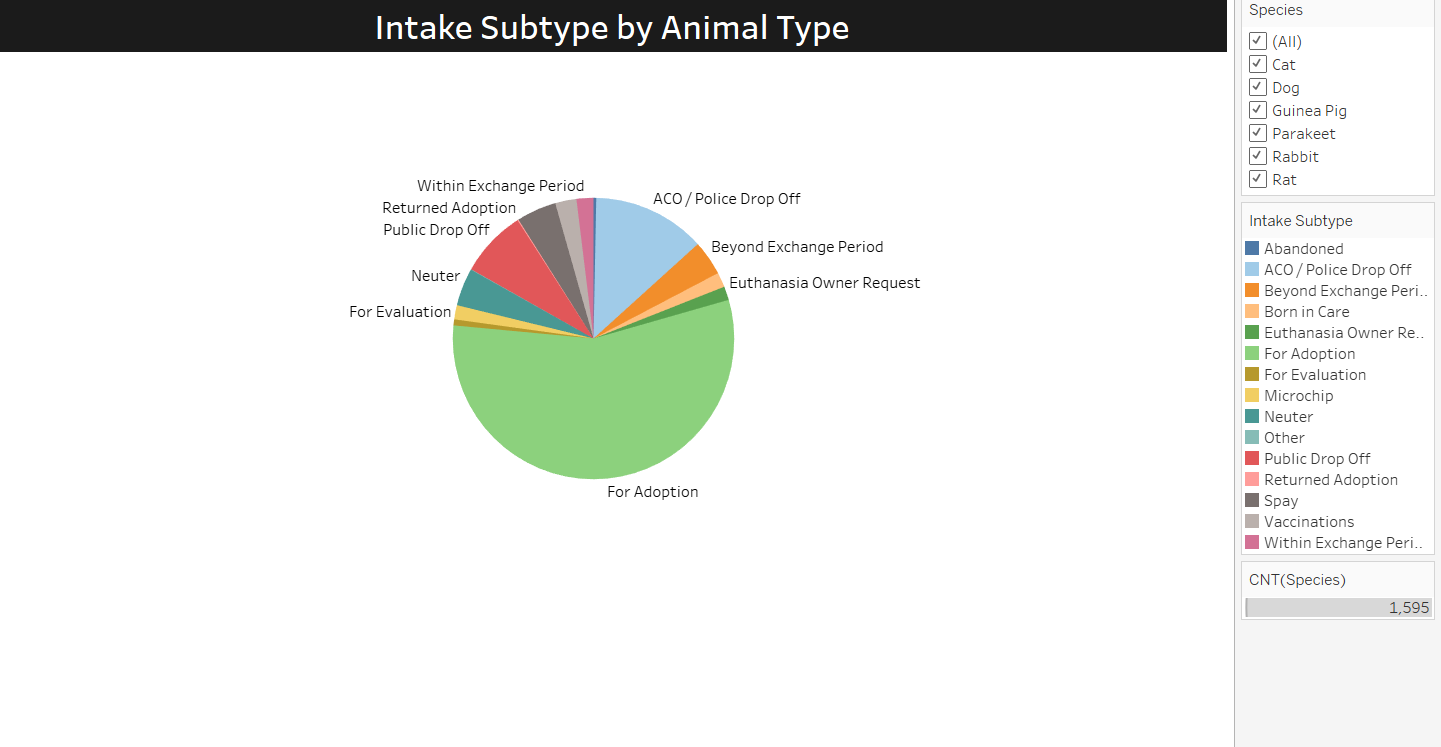 Intake Subtype by Animal Type
Within Exchange Period
ACO / Police Drop Off
Returned Adoption
Public Drop Off
Beyond Exchange Period
Neuter
Euthanasia Owner Request
For Evaluation
For Adoption
Species
(All)
Cat
Dog
Guinea Pig
Parakeet
Rabbit
Rat
Intake Subtype
Abandoned
ACO / Police Drop Off
Beyond Exchange Peri..
Born in Care
Euthanasia Owner Re..
For Adoption
For Evaluation
Microchip
Neuter
Other
Public Drop Off
Returned Adoption
Spay
Vaccinations
Within Exchange Peri..
CNT(Species)
1,595